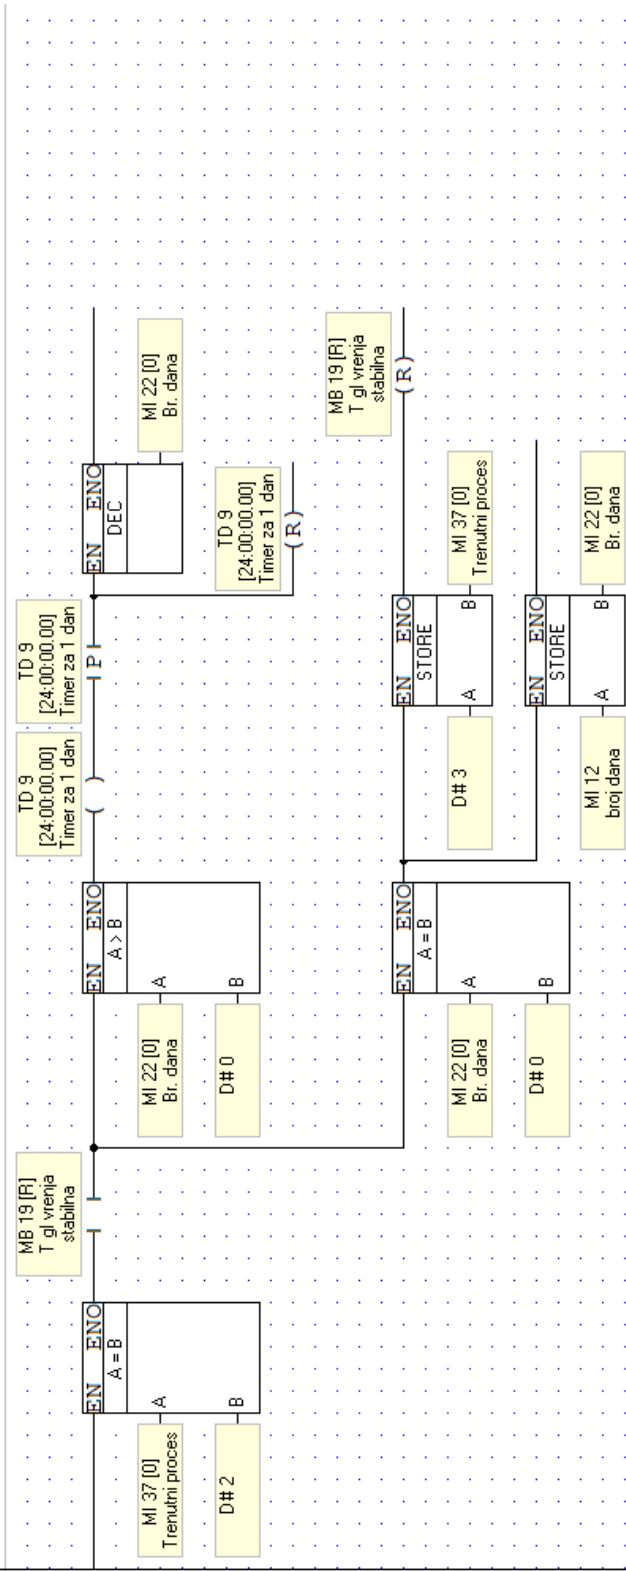 EN ENO
A = B
A
B
MI 37 [0]
Trenutni proces
D# 2
MB 19 [R]
T gl vrenja
stabilna
EN ENO
A > B
A
B
MI 22 [0]
Br. dana
D# 0
TD 9
[24:00:00.00]
Timer za 1 dan
( )
TD 9
[24:00:00.00]
Timer za 1 dan
P
EN ENO
DEC
MI 22 [0]
Br. dana
TD 9
[24:00:00.00]
Timer za 1 dan
( R )
EN ENO
A = B
A
B
MI 22 [0]
Br. dana
D# 0
EN ENO
STORE
A B
D# 3
MI 37 [0]
Trenutni proces
MB 19 [R]
T gl vrenja
stabilna
( R )
EN ENO
STORE
A B
MI 12
broj dana
MI 22 [0]
Br. dana